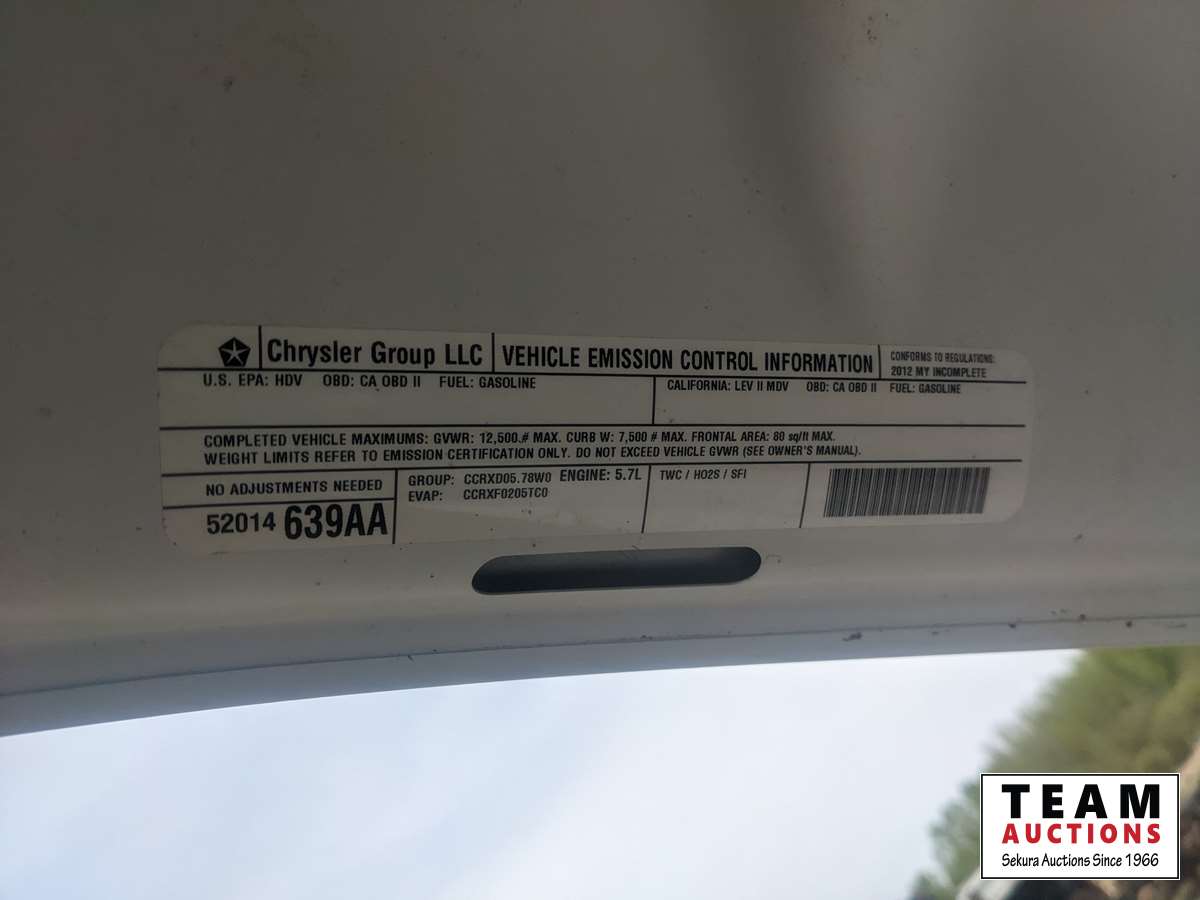 Chrysler Group LLC
VEHICLE EMISSION CONTROL INFORMATION
CONFORMS TO REGULATIONS:
2012 MY INCOMPLETE
U.S. EPA: HDV OBD: CA OBD II FUEL: GASOLINE
CALIFORNIA: LEV II MDV OBD: CA OBD II FUEL: GASOLINE
COMPLETED VEHICLE MAXIMUMS: GVWR: 12,500.# MAX. CURB W: 7,500 # MAX. FRONTAL AREA: 80 sq/ft MAX.
WEIGHT LIMITS REFER TO EMISSION CERTIFICATION ONLY. DO NOT EXCEED VEHICLE GVWR (SEE OWNER'S MANUAL).
NO ADJUSTMENTS NEEDED
52014 639AA
GROUP: CCRXD05.78W0 ENGINE: 5.7L
EVAP: CCRXF0205TC0
TWC / HO2S / SFI
TEAM
AUCTIONS
Sekura Auctions Since 1966